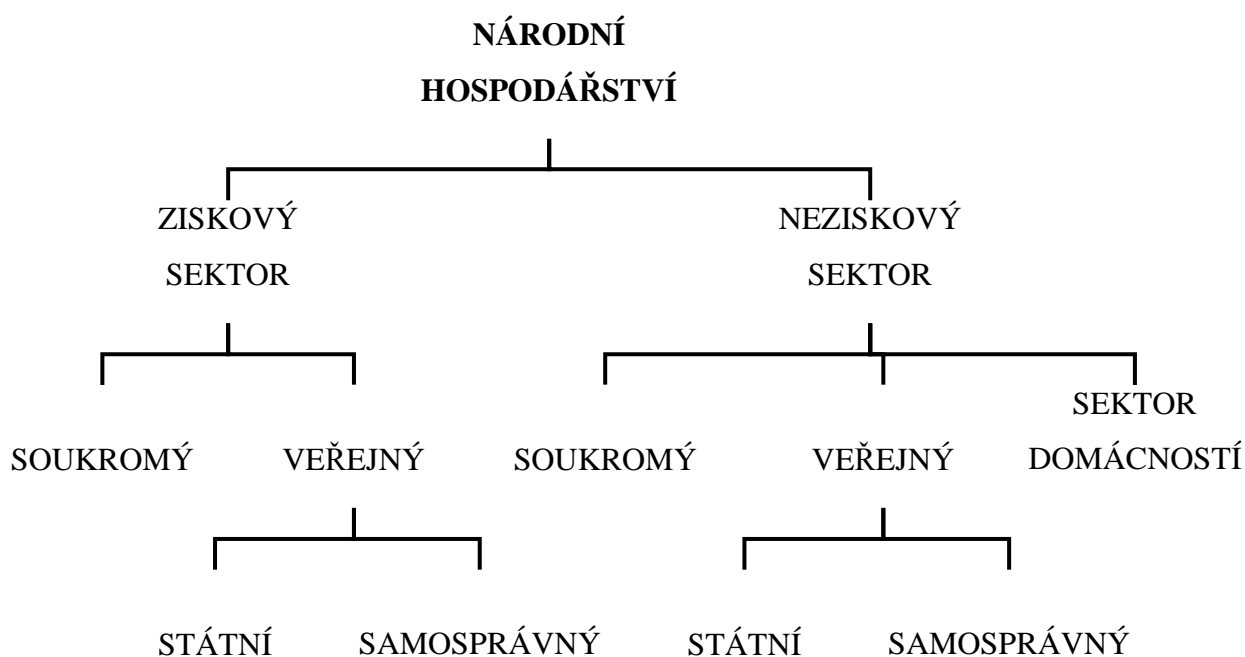 NÁRODNÍ
HOSPODÁŘSTVÍ
ZISKOVÝ
SEKTOR
NEZISKOVÝ
SEKTOR
SOUKROMÝ
VEŘEJNÝ
SOUKROMÝ
VEŘEJNÝ
SEKTOR
DOMÁCNOSTÍ
STÁTNÍ
SAMOSPRÁVNÝ
STÁTNÍ
SAMOSPRÁVNÝ